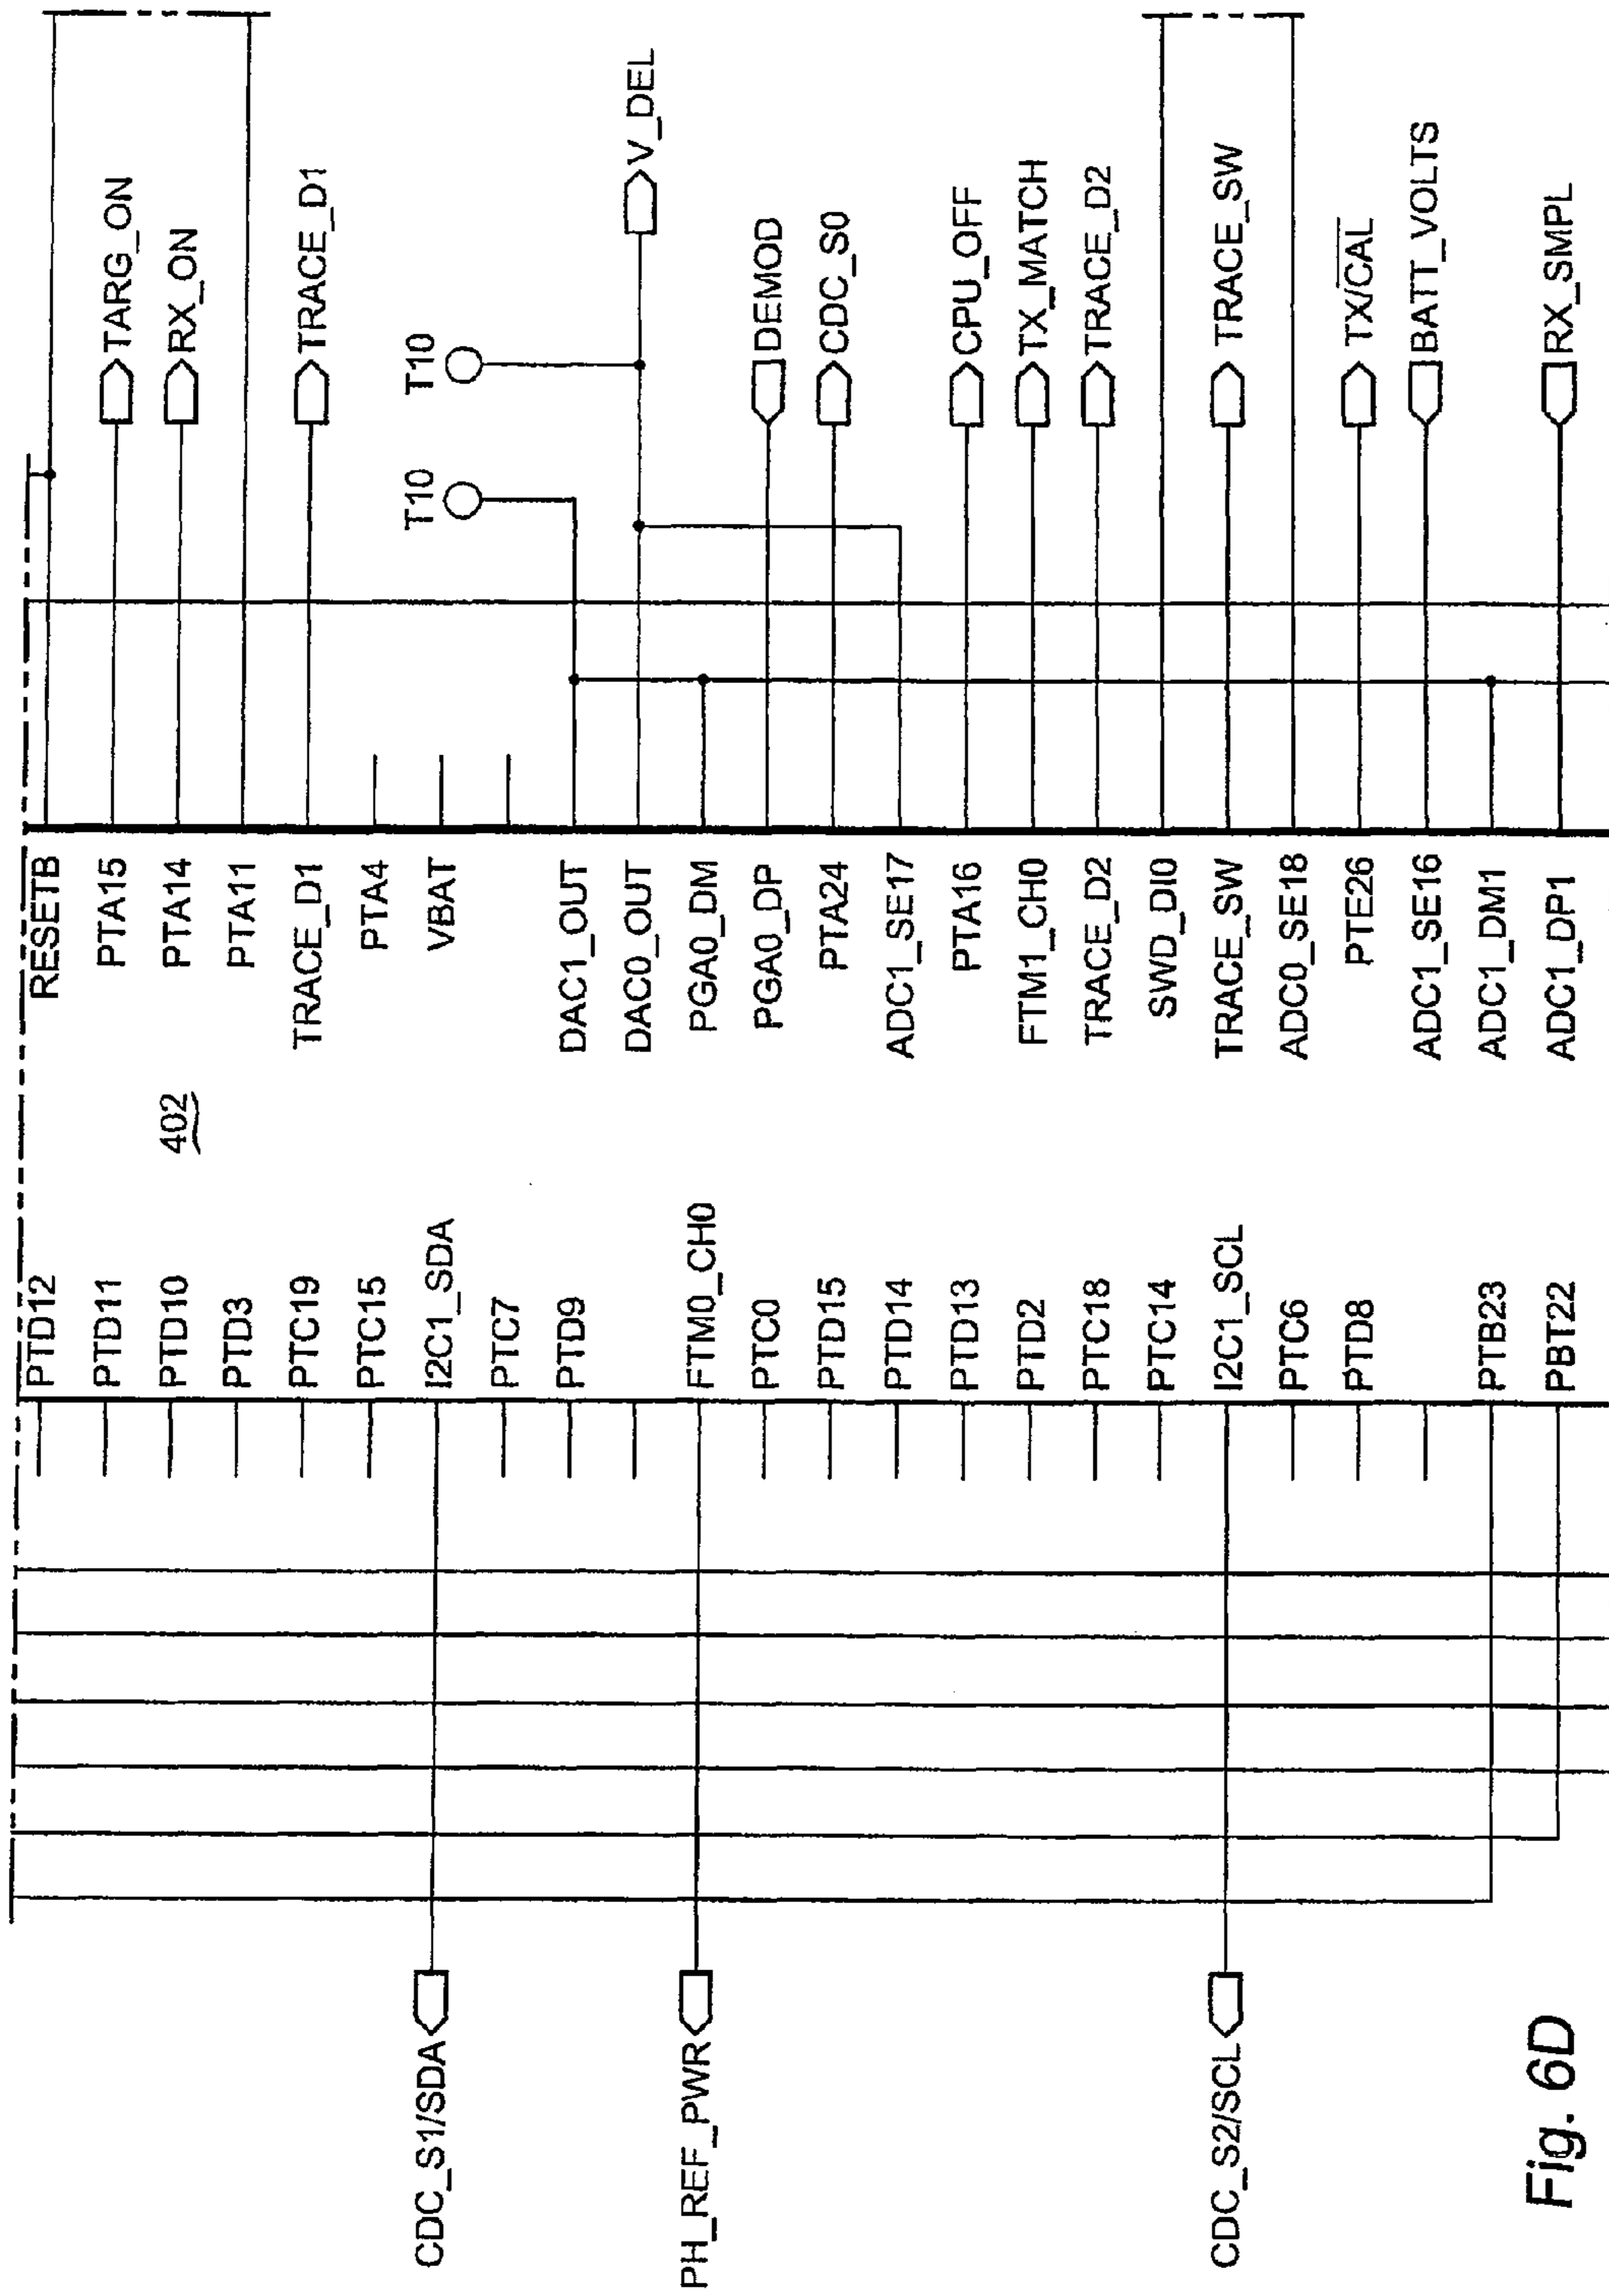 RESETB
PTA15
TARG_ON
PTA14
RX_ON
PTA11
TRACE_D1
TRACE_D1
PTA4
VBAT
T10
T10
DAC1_OUT
DAC0_OUT
V_DEL
PGA0_DM
PGA0_DP
DEMOD
PTA24
CDC_S0
ADC1_SE17
PTA16
CPU_OFF
FTM1_CH0
TX_MATCH
TRACE_D2
TRACE_D2
SWD_DI0
TRACE_SW
TRACE_SW
ADC0_SE18
PTE26
TX/CAL
ADC1_SE16
BATT_VOLTS
ADC1_DM1
ADC1_DP1
RX_SMPL
402
PTD12
PTD11
PTD10
PTD3
PTC19
PTC15
I2C1_SDA
CDC_S1/SDA
PTC7
PTD9
FTM0_CH0
PH_REF_PWR
PTC0
PTD15
PTD14
PTD13
PTD2
PTC18
PTC14
I2C1_SCL
CDC_S2/SCL
PTC6
PTD8
PTB23
PBT22
Fig. 6D